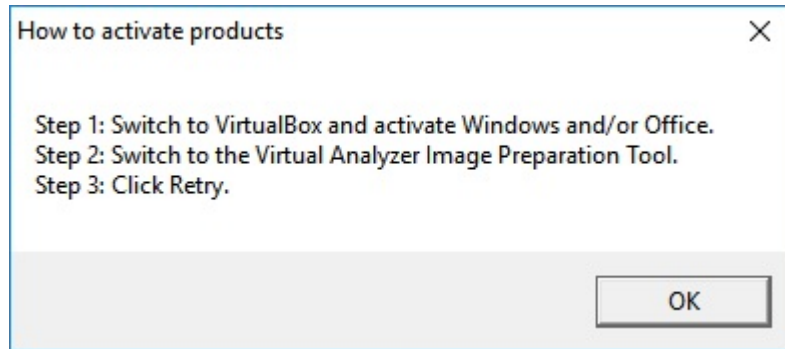 How to activate products
Step 1: Switch to VirtualBox and activate Windows and/or Office.
Step 2: Switch to the Virtual Analyzer Image Preparation Tool.
Step 3: Click Retry.
OK